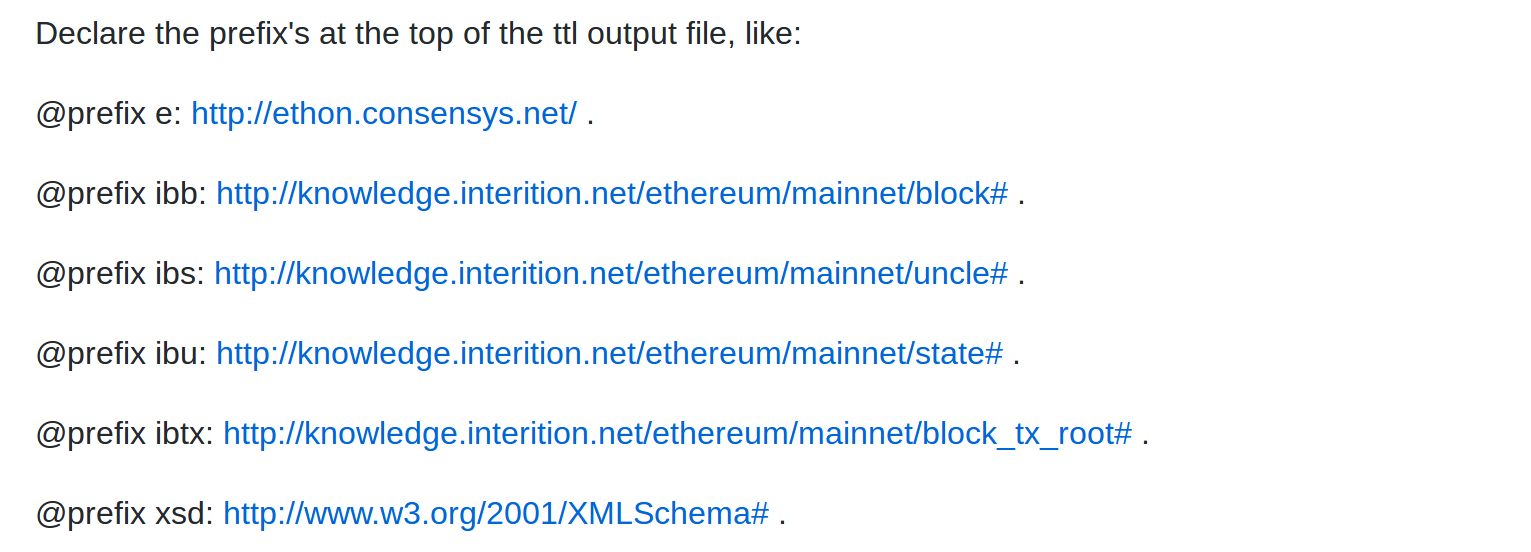 Declare the prefix's at the top of the ttl output file, like:
@prefix e: http://ethon.consensys.net/ .
@prefix ibb: http://knowledge.interition.net/ethereum/mainnet/block# .
@prefix ibs: http://knowledge.interition.net/ethereum/mainnet/uncle# .
@prefix ibu: http://knowledge.interition.net/ethereum/mainnet/state# .
@prefix ibtx: http://knowledge.interition.net/ethereum/mainnet/block_tx_root# .
@prefix xsd: http://www.w3.org/2001/XMLSchema# .